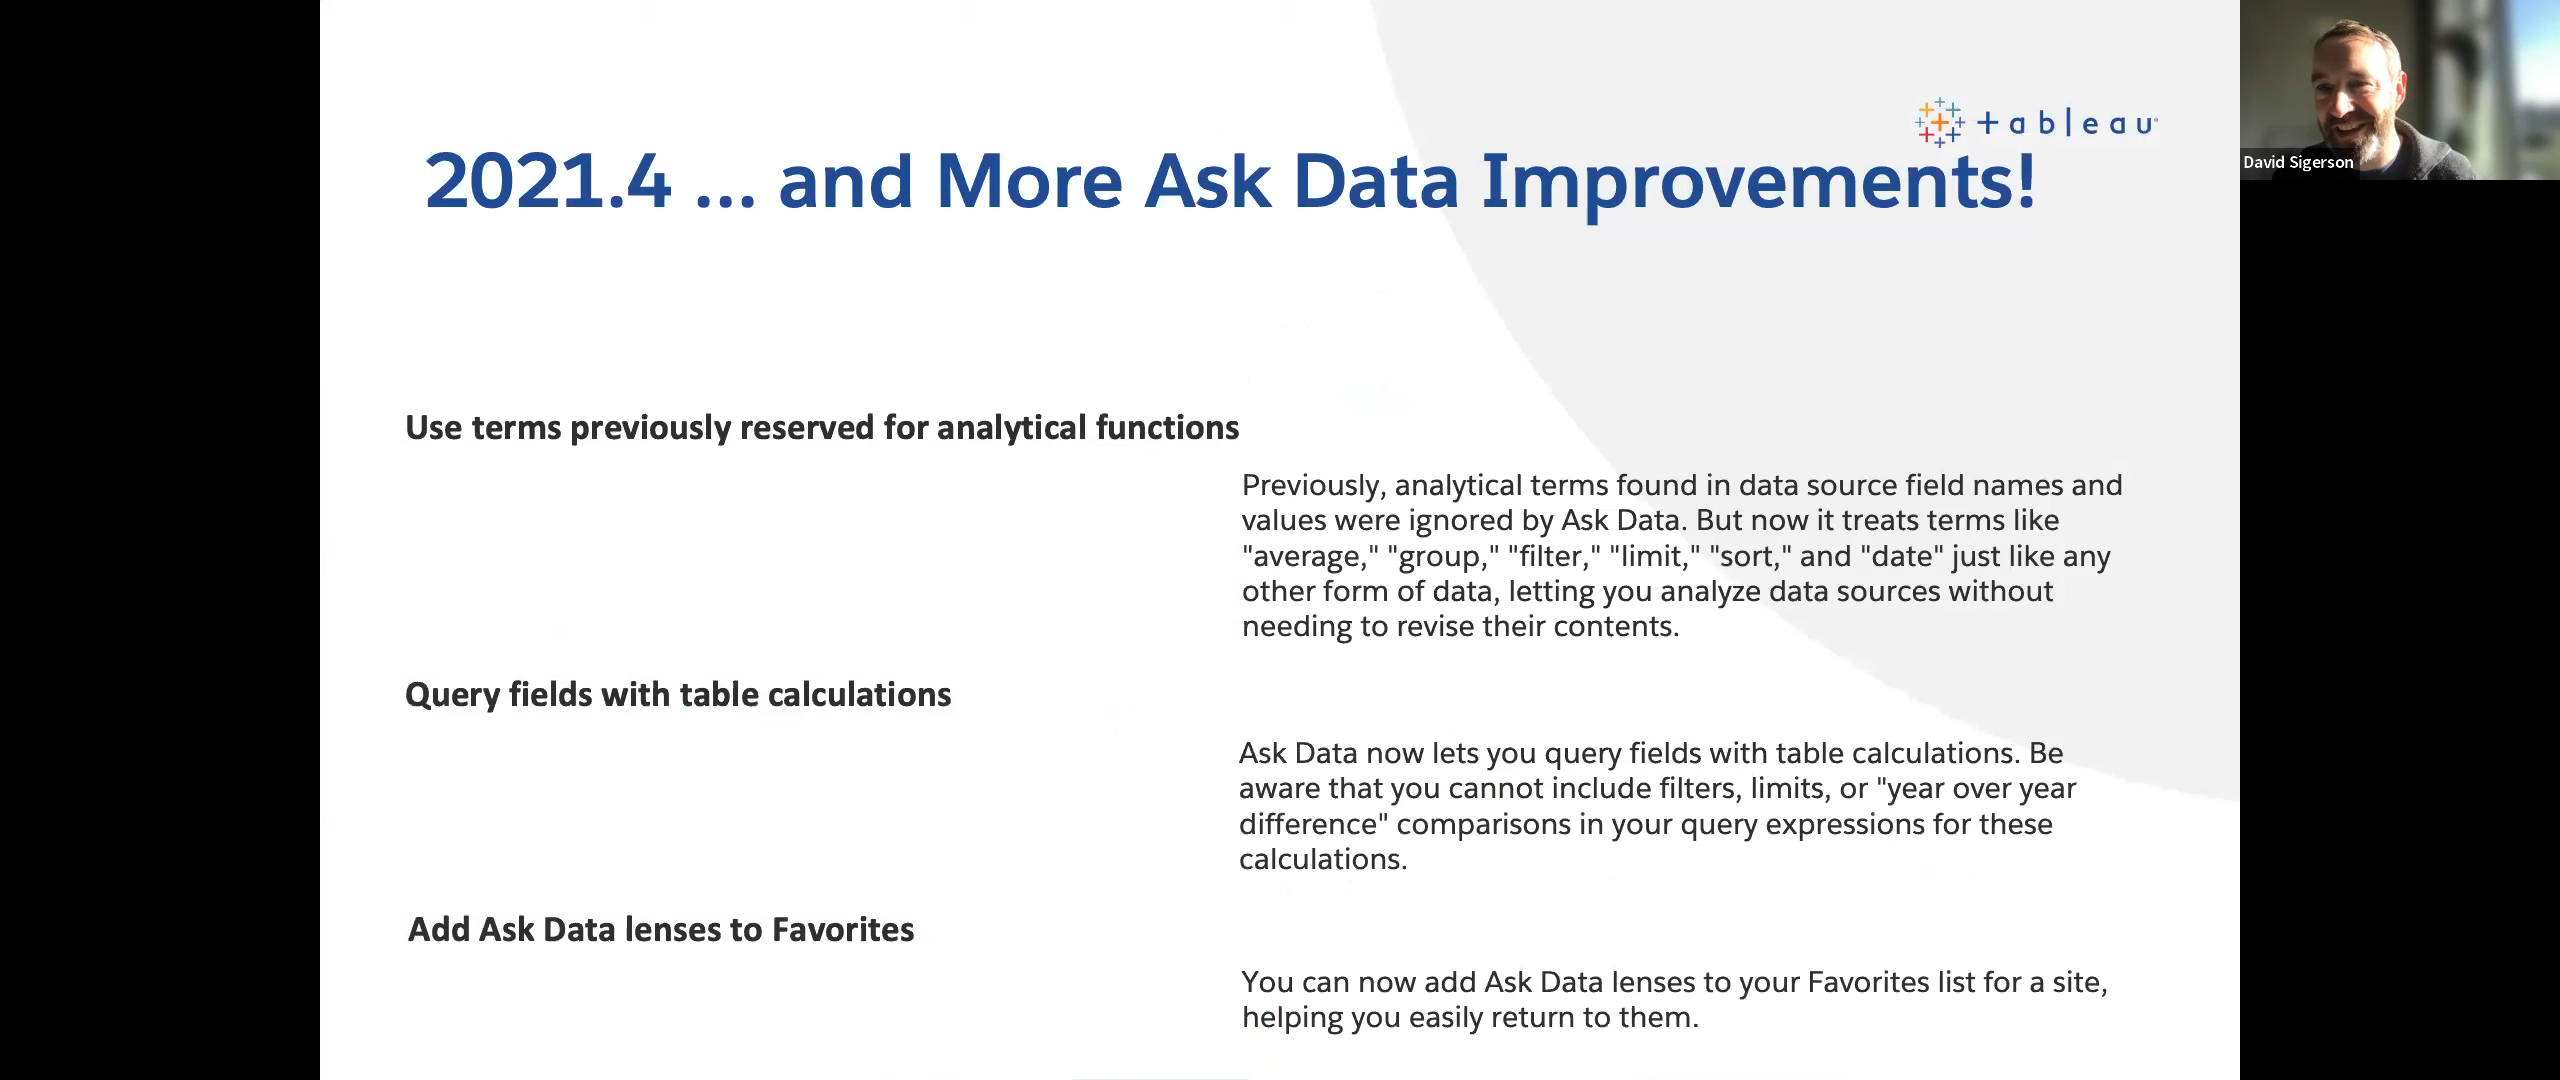 tableau
2021.4 ... and More Ask Data Improvements!
David Sigerson
Use terms previously reserved for analytical functions
Previously, analytical terms found in data source field names and
values were ignored by Ask Data. But now it treats terms like
"average," "group," "filter," "limit," "sort," and "date" just like any
other form of data, letting you analyze data sources without
needing to revise their contents.
Query fields with table calculations
Ask Data now lets you query fields with table calculations. Be
aware that you cannot include filters, limits, or "year over year
difference" comparisons in your query expressions for these
calculations.
Add Ask Data lenses to Favorites
You can now add Ask Data lenses to your Favorites list for a site,
helping you easily return to them.